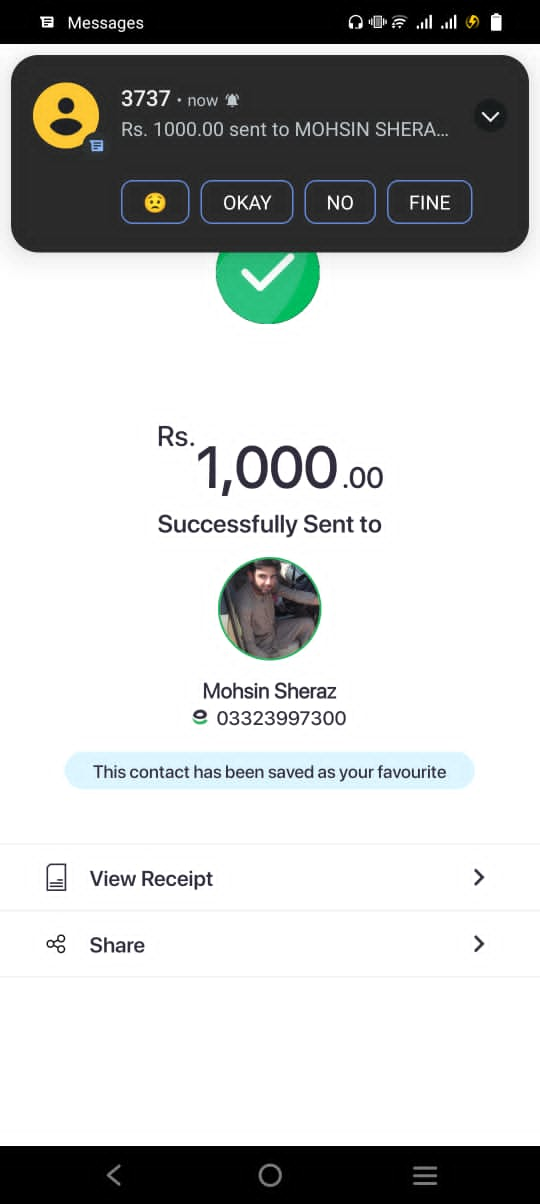 Messages
3737 · now
Rs. 1000.00 sent to MOHSIN SHERA...
😟 OKAY NO FINE
Rs. 1,000.00
Successfully Sent to
Mohsin Sheraz
03323997300
This contact has been saved as your favourite
View Receipt
Share